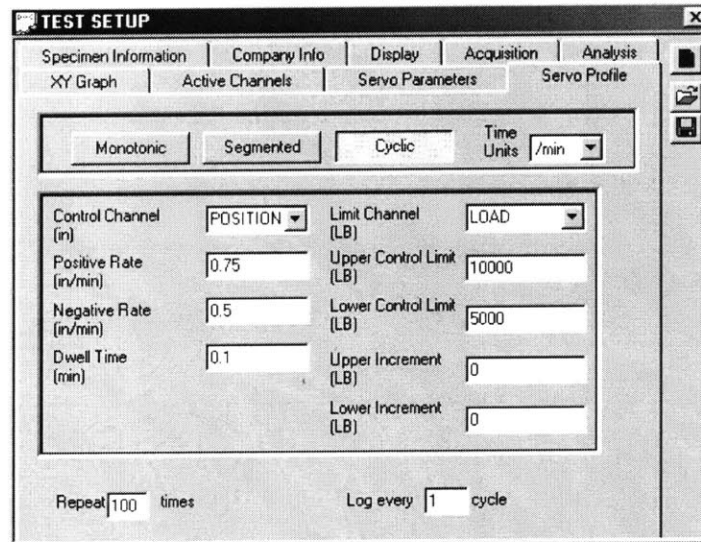 TEST SETUP
Specimen Information Company Info Display Acquisition Analysis
XY Graph Active Channels Servo Parameters Servo Profile
Monotonic Segmented Cyclic Time Units /min
Control Channel (in) POSITION Limit Channel (LB) LOAD
Positive Rate (in/min) 0.75 Upper Control Limit (LB) 10000
Negative Rate (in/min) 0.5 Lower Control Limit (LB) 5000
Dwell Time (min) 0.1 Upper Increment (LB) 0
Lower Increment (LB) 0
Repeat 100 times Log every 1 cycle